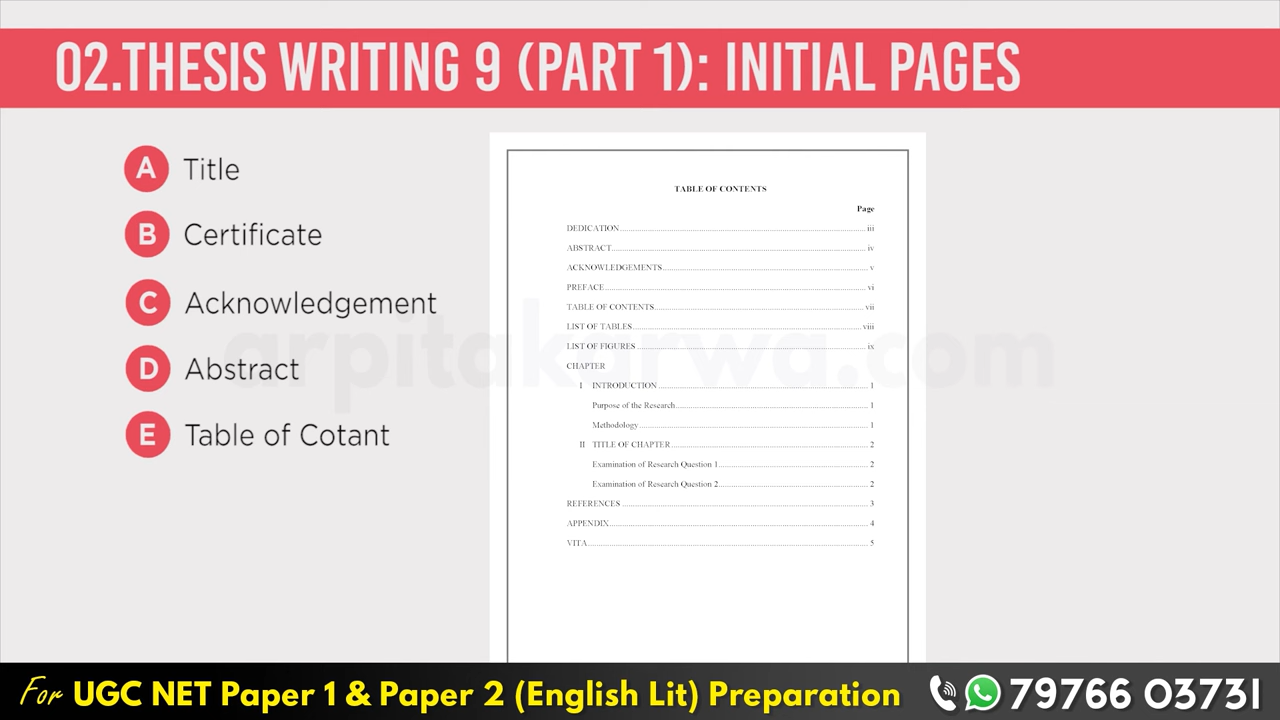 02.THESIS WRITING 9 (PART 1): INITIAL PAGES
A Title
B Certificate
C Acknowledgement
D Abstract
E Table of Cotant
TABLE OF CONTENTS
Page
DEDICATION iii
ABSTRACT iv
ACKNOWLEDGEMENTS v
PREFACE vi
TABLE OF CONTENTS vii
LIST OF TABLES viii
LIST OF FIGURES ix
CHAPTER
I INTRODUCTION 1
Purpose of the Research 1
Methodology 1
II TITLE OF CHAPTER 2
Examination of Research Question 1 2
Examination of Research Question 2 2
REFERENCES 3
APPENDIX 4
VITA 5
arpitakarwa.com
For UGC NET Paper 1 & Paper 2 (English Lit) Preparation 79766 03731